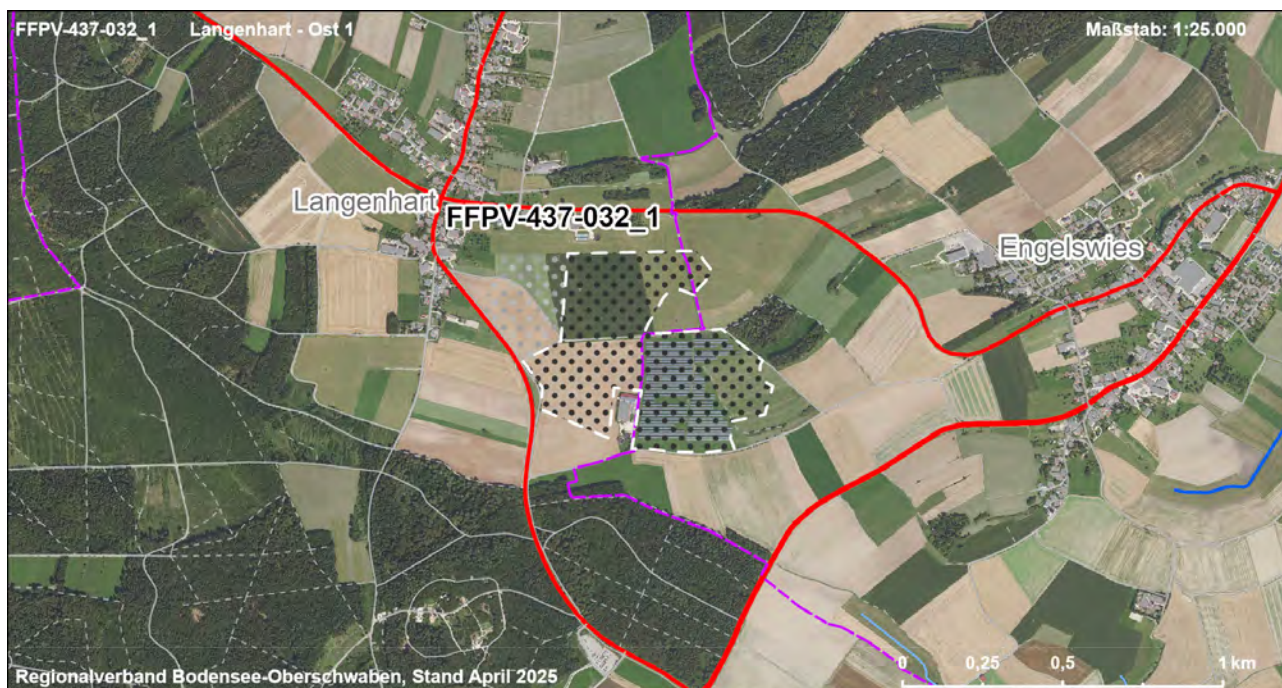 FFPV-437-032_1 Langenhart - Ost 1
Maßstab: 1:25.000
Langenhart
FFPV-437-032_1
Engelswies
0 0,25 0,5 1 km
Regionalverband Bodensee-Oberschwaben, Stand April 2025